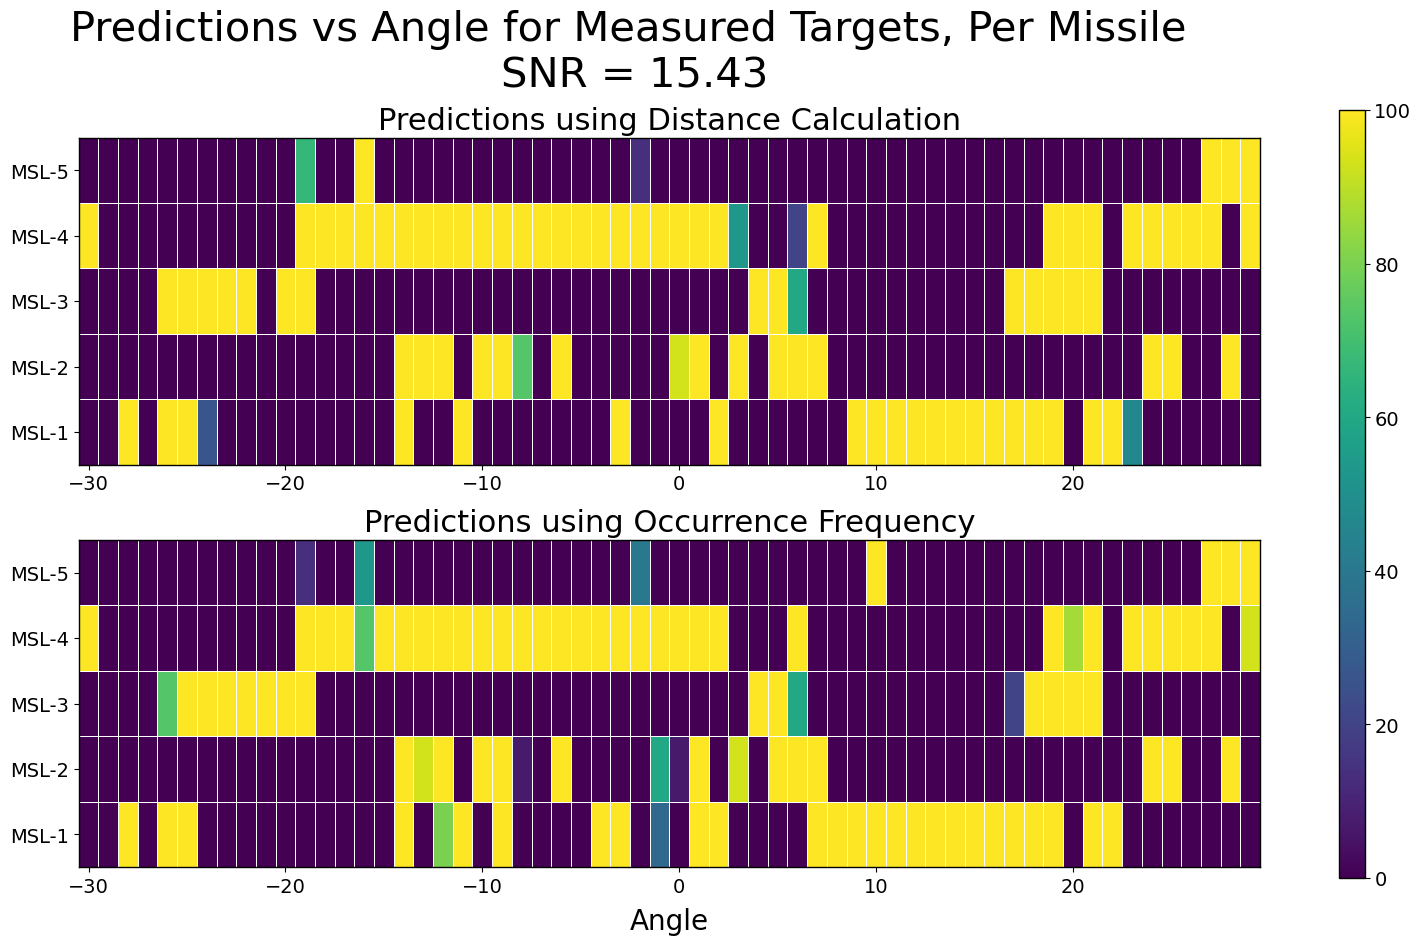 Predictions vs Angle for Measured Targets, Per Missile
SNR = 15.43
Predictions using Distance Calculation
MSL-5
MSL-4
MSL-3
MSL-2
MSL-1
−30 −20 −10 0 10 20
Predictions using Occurrence Frequency
MSL-5
MSL-4
MSL-3
MSL-2
MSL-1
−30 −20 −10 0 10 20
Angle
100
80
60
40
20
0